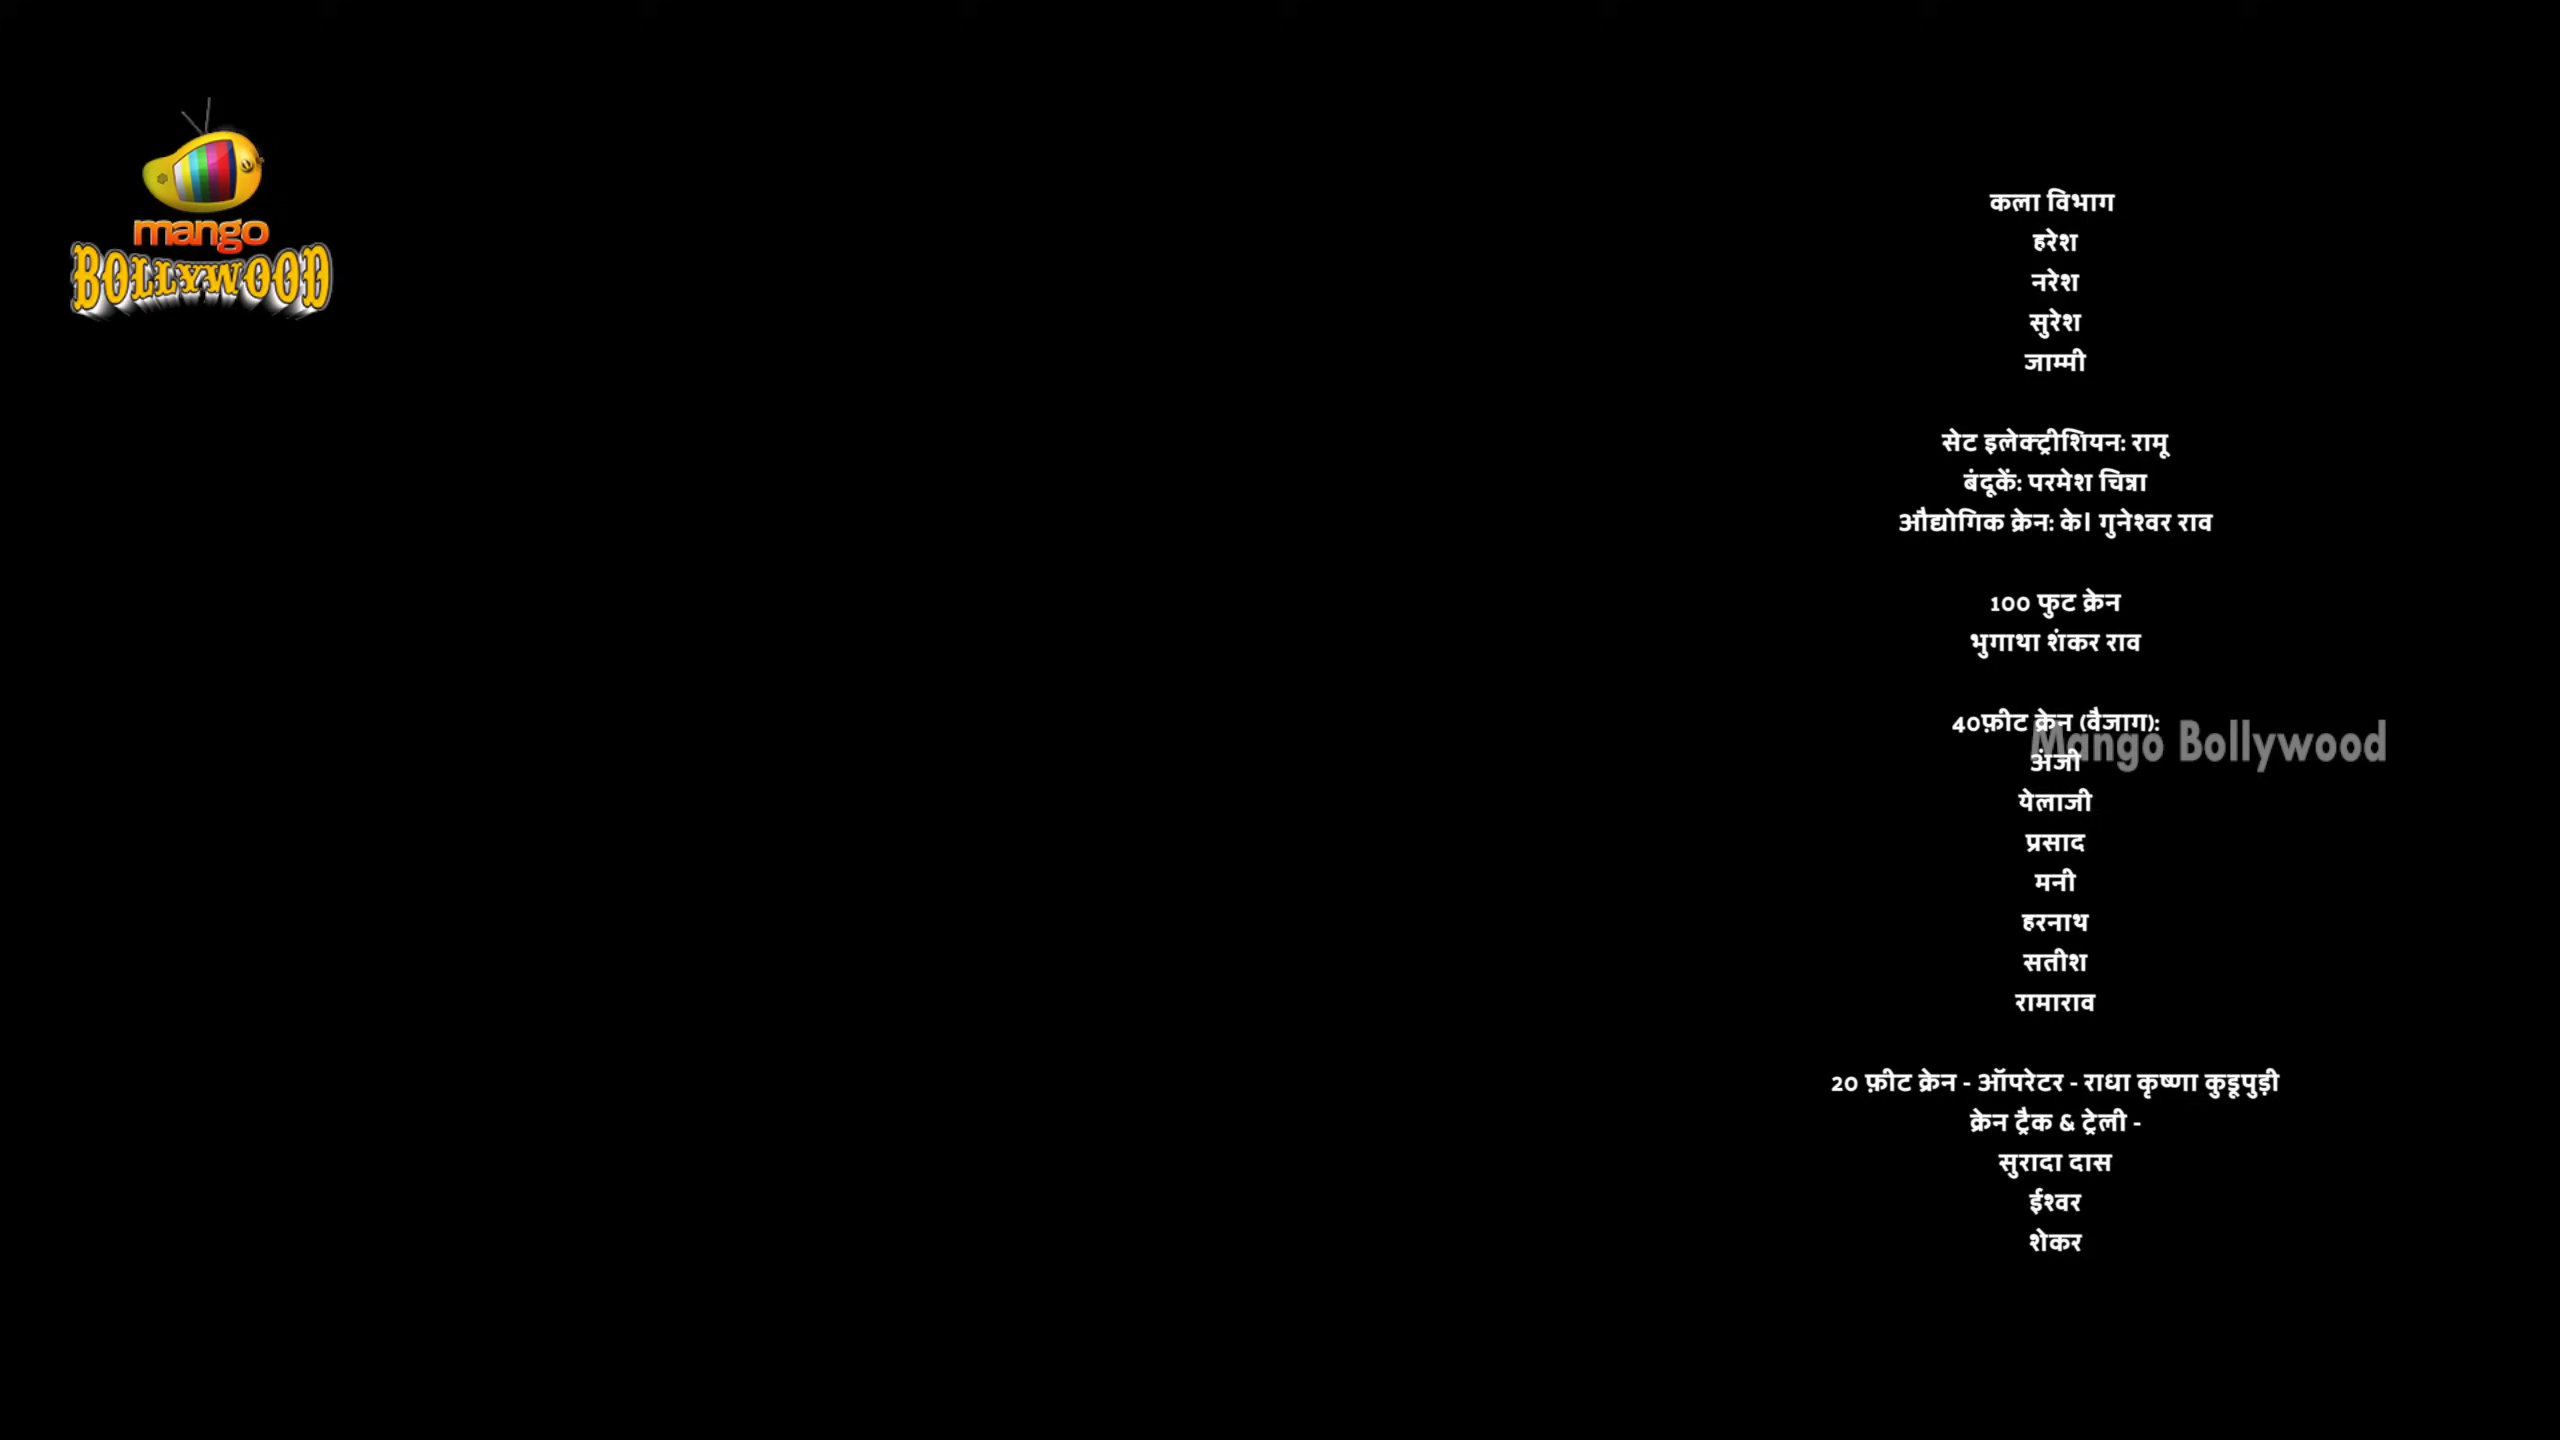 mango
BOLLYWOOD
कला विभाग
हरेश
नरेश
सुरेश
जाम्मी
सेट इलेक्ट्रीशियन: रामू
बंदूकें: परमेश चिन्ना
औद्योगिक क्रेन: के। गुनेश्वर राव
100 फुट क्रेन
भुगाथा शंकर राव
40फ़ीट क्रेन (वैजाग):
Mango Bollywood
अंजी
येलाजी
प्रसाद
मनी
हरनाथ
सतीश
रामाराव
20 फ़ीट क्रेन - ऑपरेटर - राधा कृष्णा कुडूपुड़ी
क्रेन ट्रैक & ट्रेली -
सुरादा दास
ईश्वर
शेकर